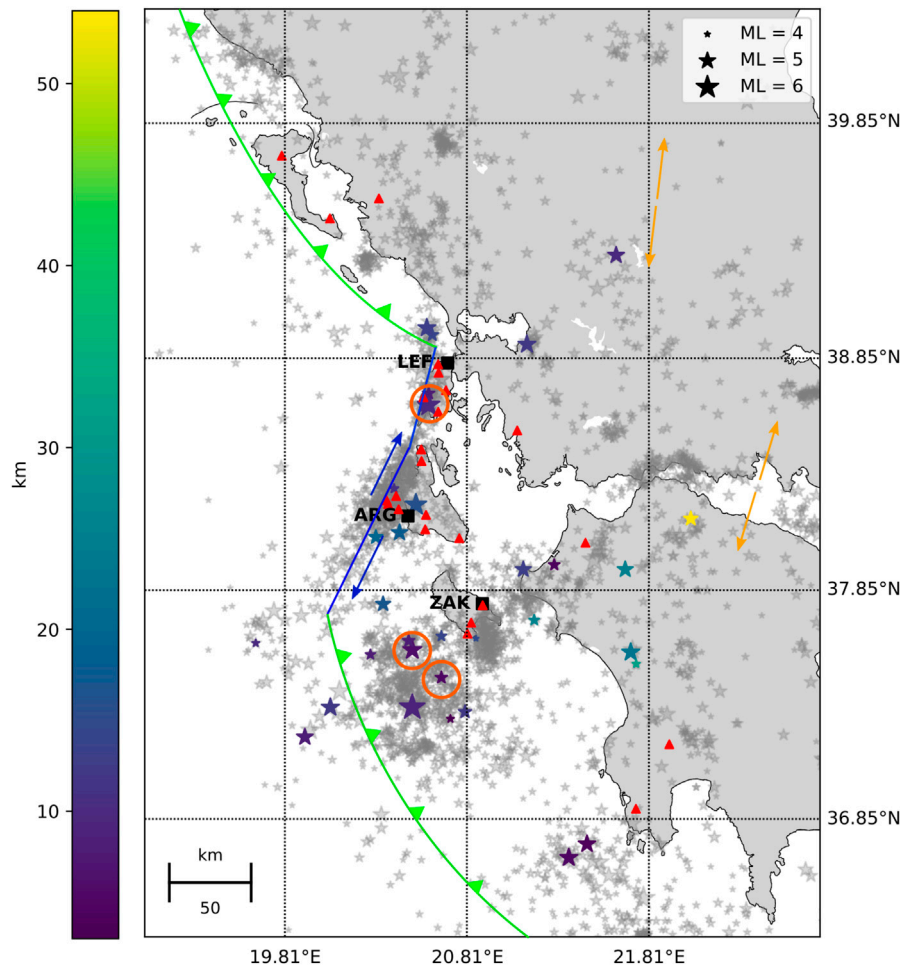 50
40
30
20
10
km
ML = 4
ML = 5
ML = 6
39.85°N
38.85°N
37.85°N
36.85°N
LEF
ARG
ZAK
km
50
19.81°E
20.81°E
21.81°E